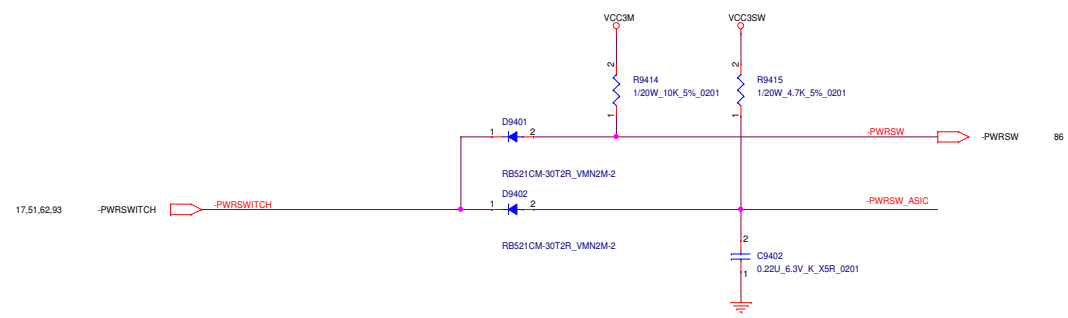 VCC3M
VCC3SW
2
R9414
1/20W_10K_5%_0201
1
2
R9415
1/20W_4.7K_5%_0201
1
D9401
1
2
-PWRSW
-PWRSW
86
RB521CM-30T2R_VMN2M-2
D9402
17,51,62,93
-PWRSWITCH
-PWRSWITCH
1
2
-PWRSW_ASIC
RB521CM-30T2R_VMN2M-2
2
C9402
0.22U_6.3V_K_X5R_0201
1